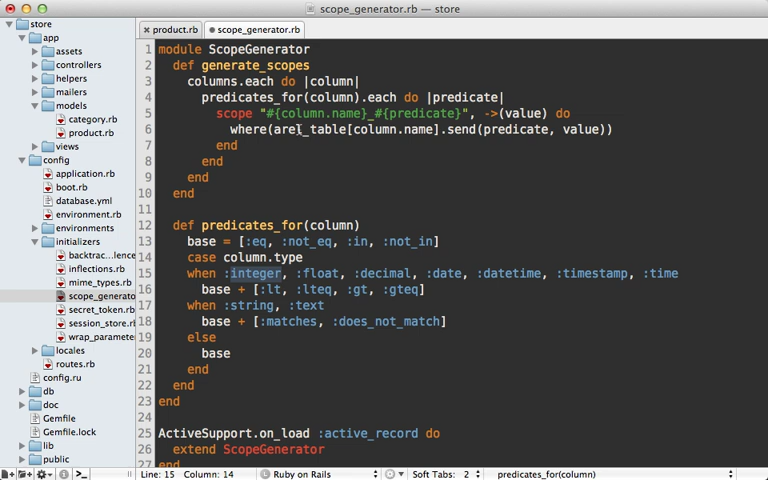 scope_generator.rb — store
product.rb
scope_generator.rb
store
app
assets
controllers
helpers
mailers
models
category.rb
product.rb
views
config
application.rb
boot.rb
database.yml
environment.rb
environments
initializers
backtrac...lence
inflections.rb
mime_types.rb
scope_generato
secret_token.rb
session_store.rb
wrap_parameter
locales
routes.rb
config.ru
db
doc
Gemfile
Gemfile.lock
lib
public
1 module ScopeGenerator
2 def generate_scopes
3 columns.each do |column|
4 predicates_for(column).each do |predicate|
5 scope "#{column.name}_#{predicate}", ->(value) do
6 where(arel_table[column.name].send(predicate, value))
7 end
8 end
9 end
10 end
11
12 def predicates_for(column)
13 base = [:eq, :not_eq, :in, :not_in]
14 case column.type
15 when :integer, :float, :decimal, :date, :datetime, :timestamp, :time
16 base + [:lt, :lteq, :gt, :gteq]
17 when :string, :text
18 base + [:matches, :does_not_match]
19 else
20 base
21 end
22 end
23 end
24
25 ActiveSupport.on_load :active_record do
26 extend ScopeGenerator
27 end
Line: 15 Column: 14 Ruby on Rails Soft Tabs: 2 predicates_for(column)